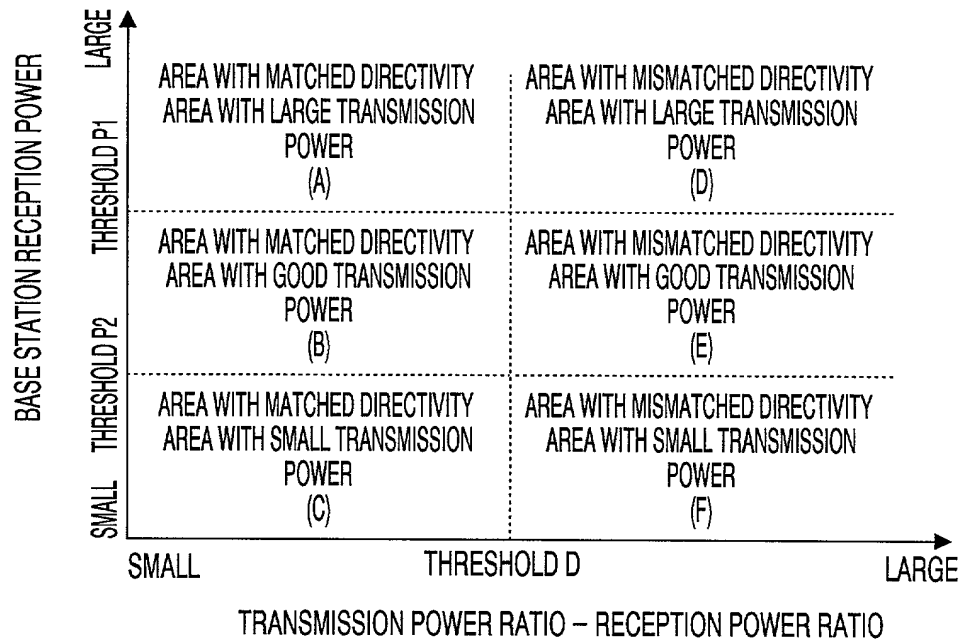 BASE STATION RECEPTION POWER
LARGE
THRESHOLD P1
THRESHOLD P2
SMALL
AREA WITH MATCHED DIRECTIVITY
AREA WITH LARGE TRANSMISSION
POWER
(A)
AREA WITH MISMATCHED DIRECTIVITY
AREA WITH LARGE TRANSMISSION
POWER
(D)
AREA WITH MATCHED DIRECTIVITY
AREA WITH GOOD TRANSMISSION
POWER
(B)
AREA WITH MISMATCHED DIRECTIVITY
AREA WITH GOOD TRANSMISSION
POWER
(E)
AREA WITH MATCHED DIRECTIVITY
AREA WITH SMALL TRANSMISSION
POWER
(C)
AREA WITH MISMATCHED DIRECTIVITY
AREA WITH SMALL TRANSMISSION
POWER
(F)
SMALL
THRESHOLD D
LARGE
TRANSMISSION POWER RATIO – RECEPTION POWER RATIO